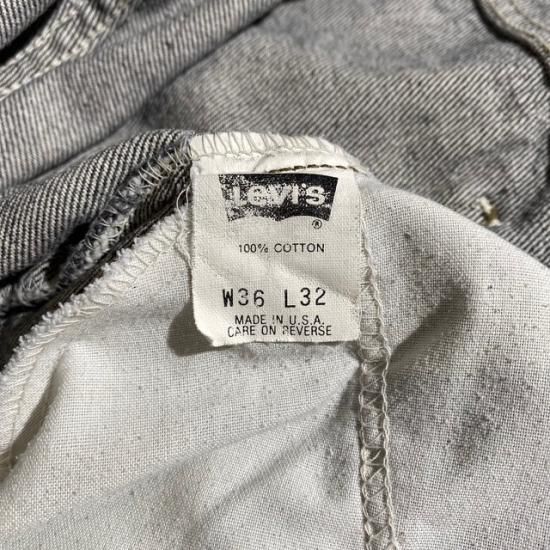 Levi's
®
100% COTTON
W36 L32
MADE IN U.S.A.
CARE ON REVERSE